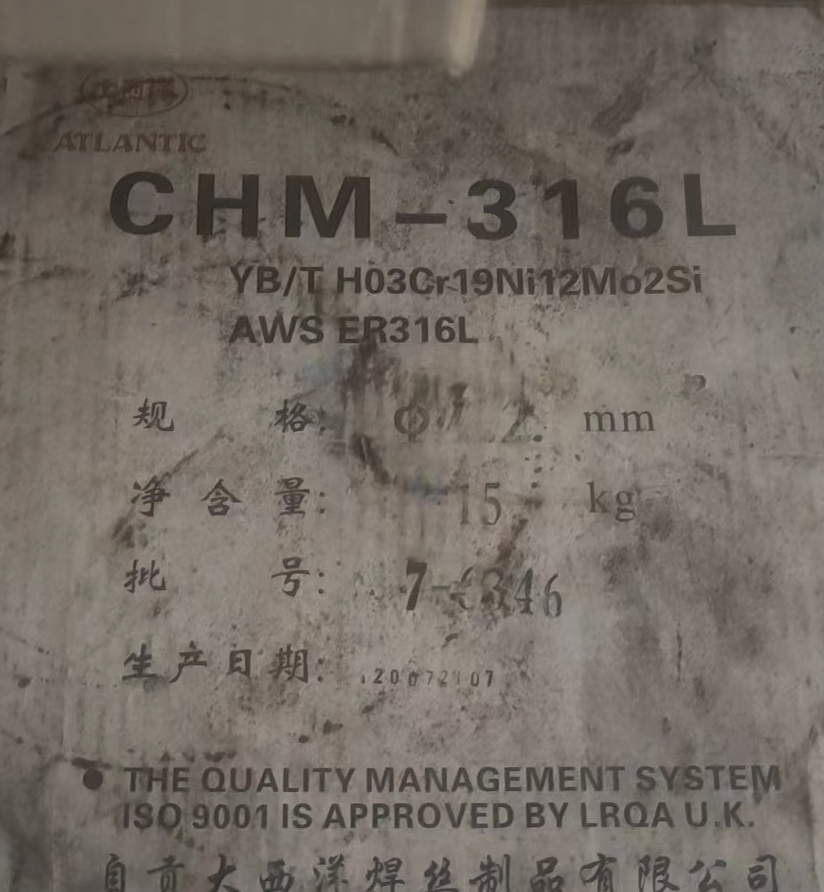 ATLANTIC
CHM-316L
YB/T H03Cr19Ni12Mo2Si
AWS ER316L
规格: mm
净含量: 15 kg
批号:
生产日期:
● THE QUALITY MANAGEMENT SYSTEM
ISO 9001 IS APPROVED BY LRQA U.K.
自贡大西洋焊丝制品有限公司